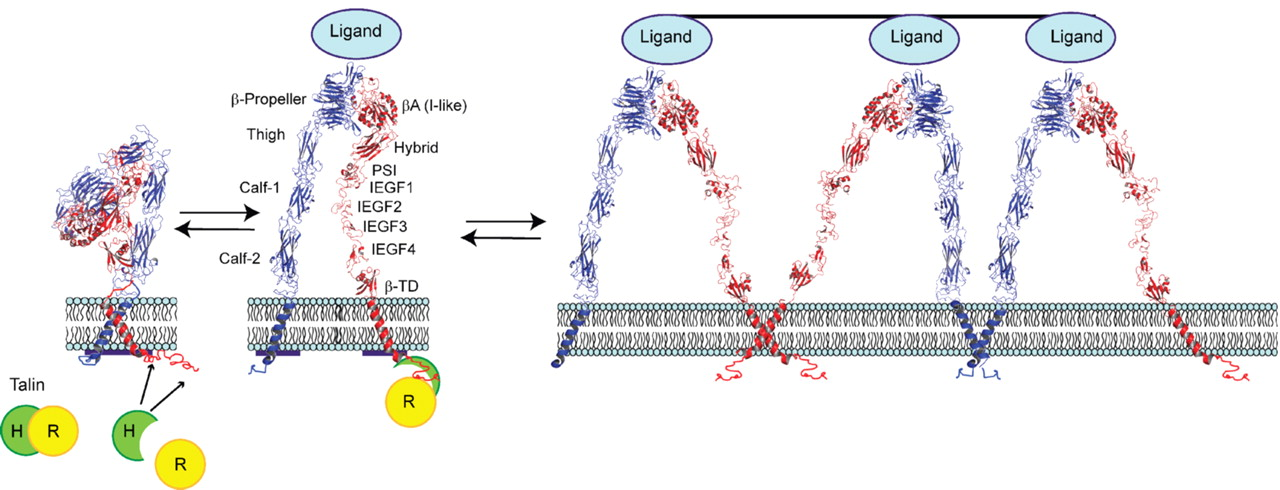 Ligand
Ligand
Ligand
Ligand
β-Propeller
βA (I-like)
Thigh
Hybrid
PSI
Calf-1
IEGF1
IEGF2
IEGF3
IEGF4
Calf-2
β-TD
Talin
H
R
H
R
R